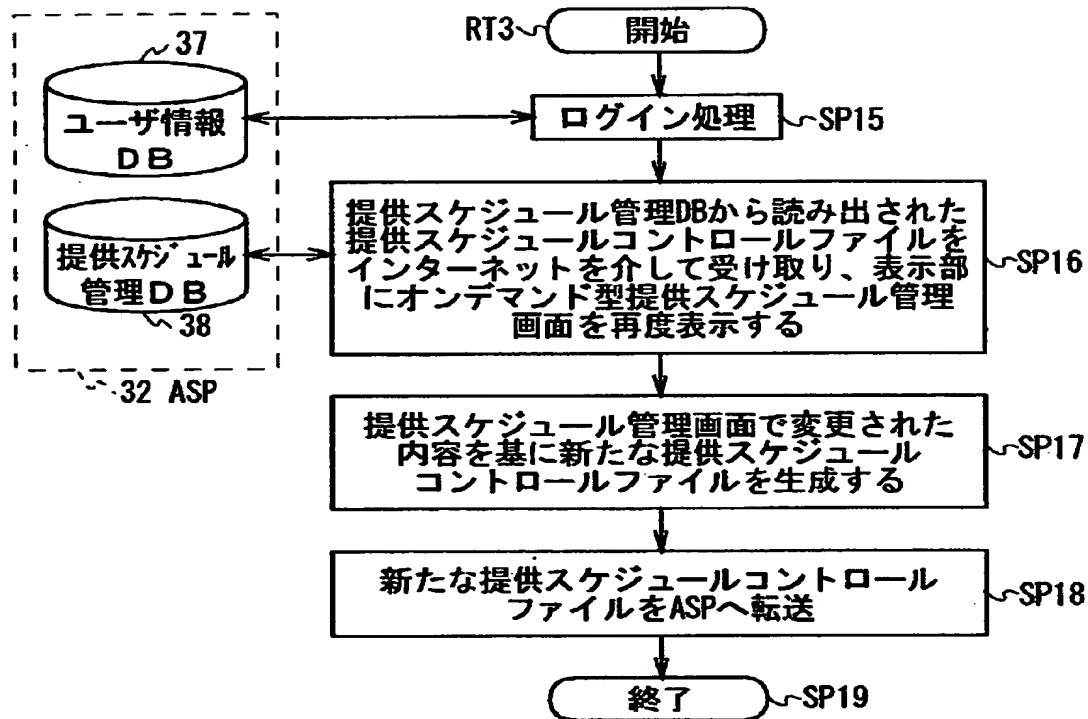 RT3
開始
37
ユーザ情報
DB
ログイン処理
SP15
提供スケジュール
管理DB
38
32 ASP
提供スケジュール管理DBから読み出された
提供スケジュールコントロールファイルを
インターネットを介して受け取り、表示部
にオンデマンド型提供スケジュール管理
画面を再度表示する
SP16
提供スケジュール管理画面で変更された
内容を基に新たな提供スケジュール
コントロールファイルを生成する
SP17
新たな提供スケジュールコントロール
ファイルをASPへ転送
SP18
終了
SP19